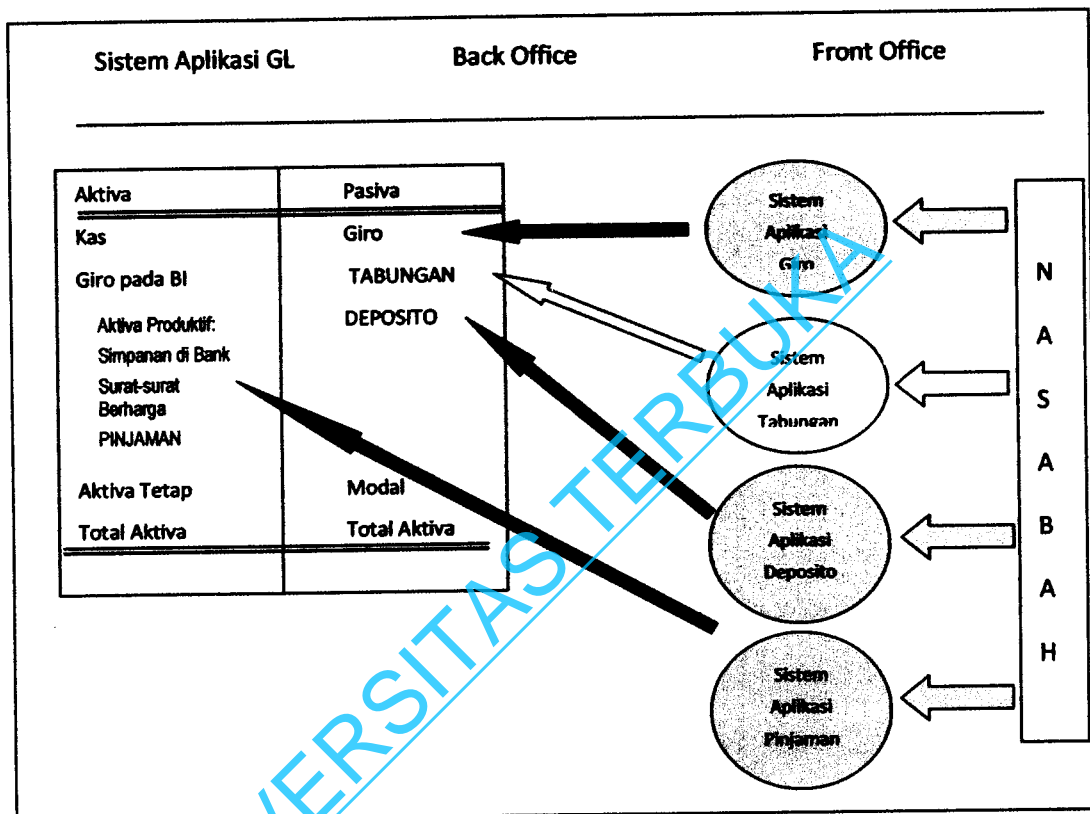 Sistem Aplikasi GL
Back Office
Front Office
Aktiva
Pasiva
Kas
Giro
Giro pada BI
TABUNGAN
Aktiva Produktif:
DEPOSITO
Simpanan di Bank
Surat-surat
Berharga
PINJAMAN
Aktiva Tetap
Modal
Total Aktiva
Total Aktiva
Sistem
Aplikasi
Giro
Sistem
Aplikasi
Tabungan
Sistem
Aplikasi
Deposito
Sistem
Aplikasi
Pinjaman
N
A
S
A
B
A
H
VERSITAS TERBUKA